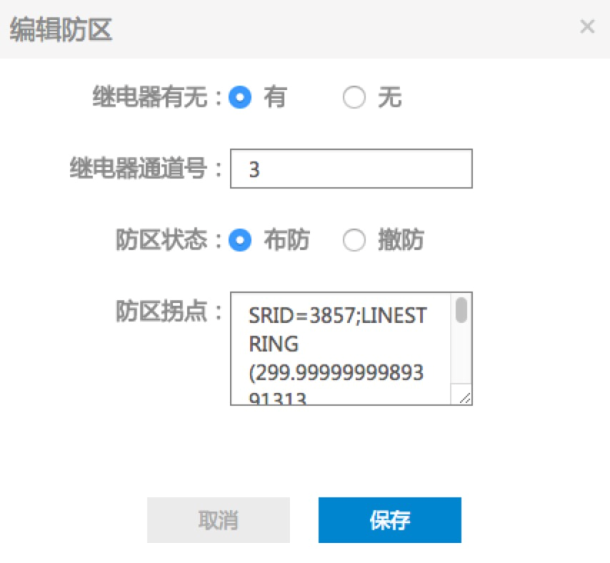 编辑防区 ×
继电器有无：有 无
继电器通道号：3
防区状态：布防 撤防
防区拐点：SRID=3857;LINEST
RING
(299.99999999893
91313
取消 保存